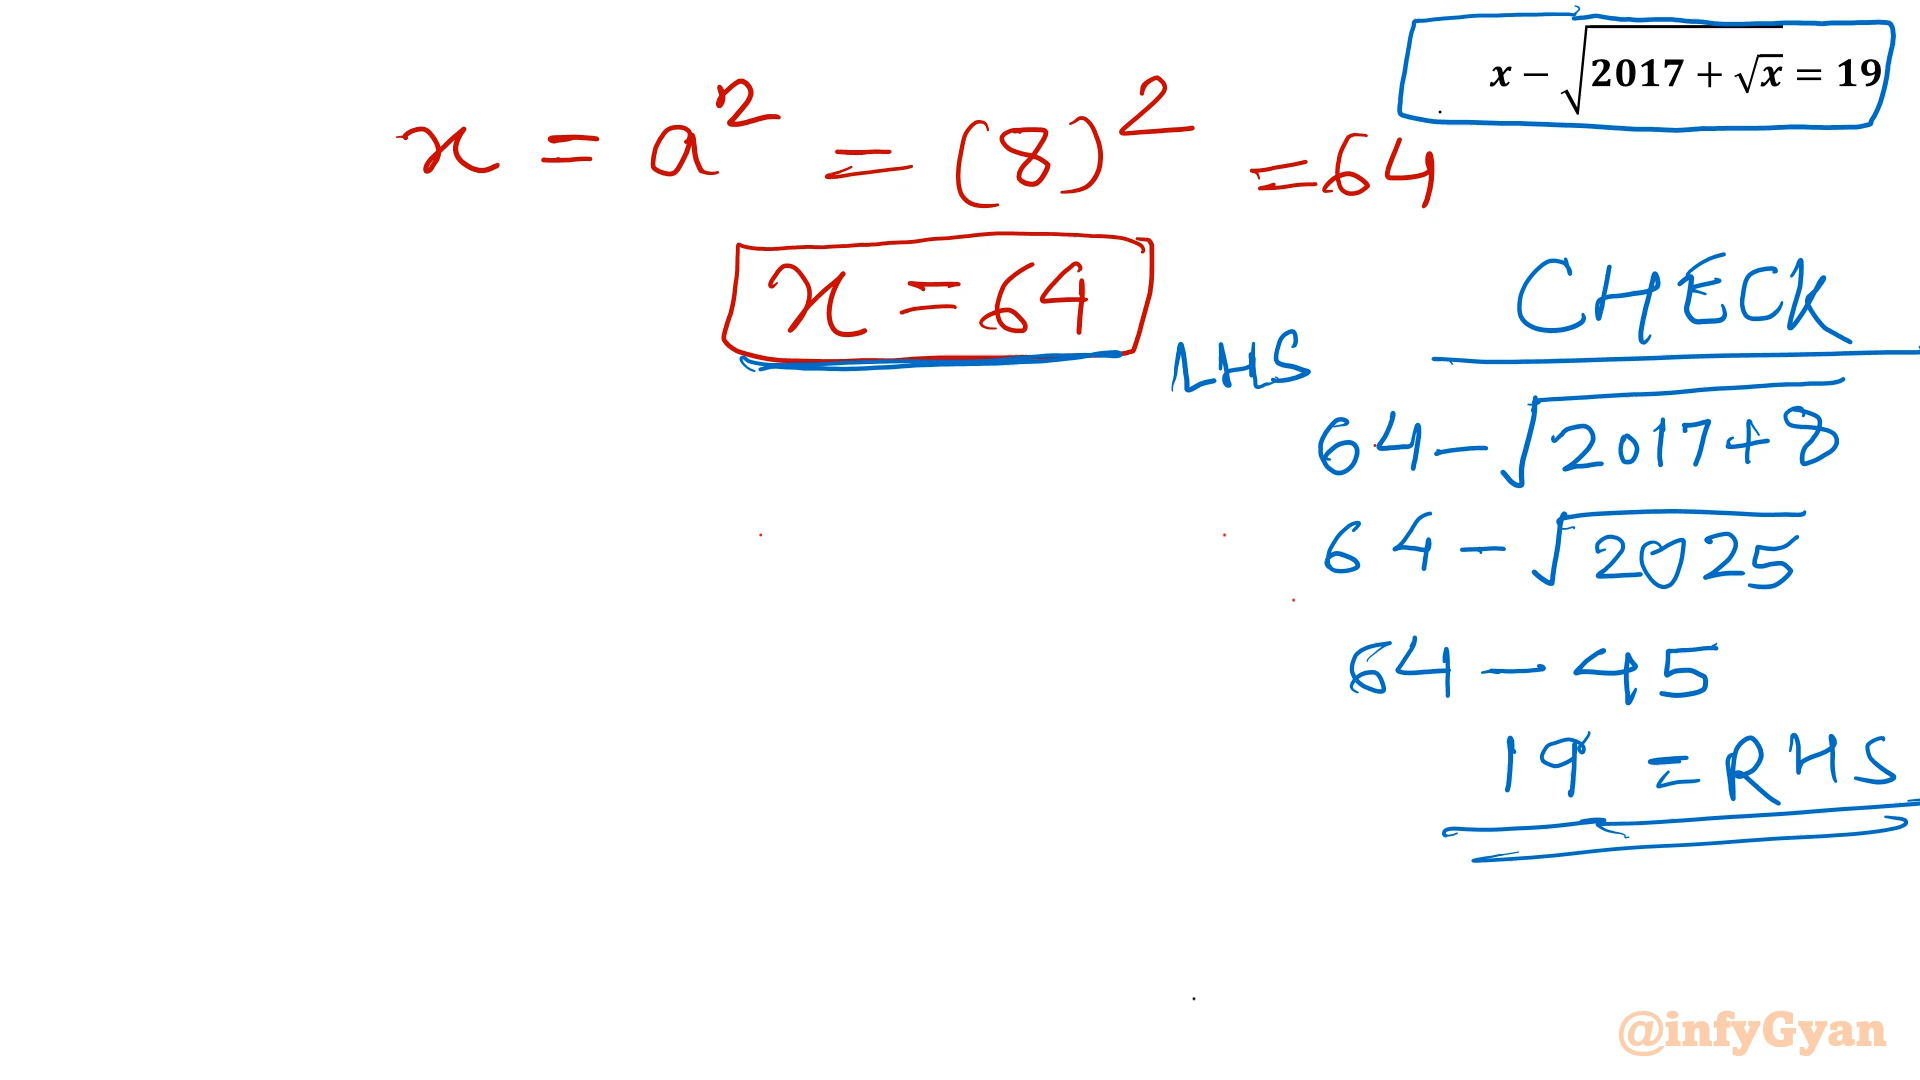 x − √(2017 + √x) = 19
x = a² = (8)² = 64
x = 64
CHECK
LHS
64 − √(2017 + 8)
64 − √2025
64 − 45
19 = RHS
@infyGyan